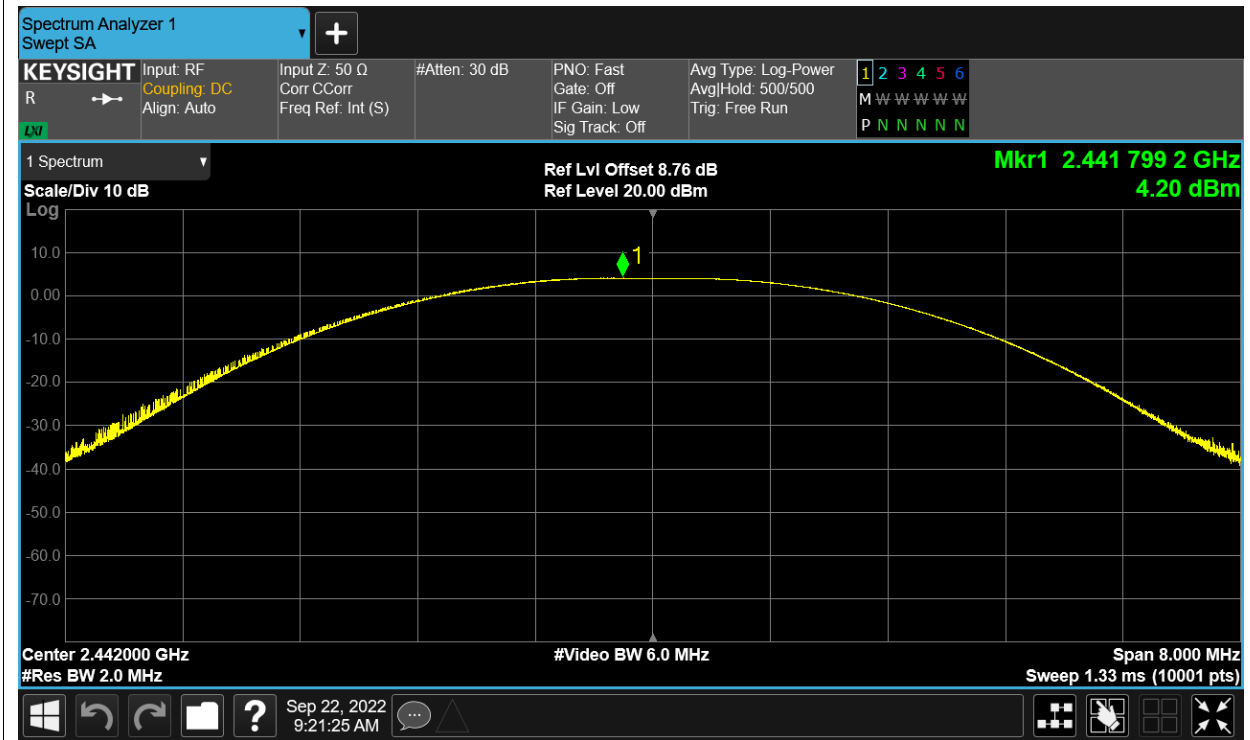 Spectrum Analyzer 1
Swept SA
KEYSIGHT
R
LXI
Input: RF
Coupling: DC
Align: Auto
Input Z: 50 Ω
Corr CCorr
Freq Ref: Int (S)
#Atten: 30 dB
PNO: Fast
Gate: Off
IF Gain: Low
Sig Track: Off
Avg Type: Log-Power
Avg|Hold: 500/500
Trig: Free Run
1 2 3 4 5 6
M W W W W W
P N N N N N
1 Spectrum
Scale/Div 10 dB
Log
Ref Lvl Offset 8.76 dB
Ref Level 20.00 dBm
Mkr1 2.441 799 2 GHz
4.20 dBm
1
10.0
0.00
-10.0
-20.0
-30.0
-40.0
-50.0
-60.0
-70.0
Center 2.442000 GHz
#Res BW 2.0 MHz
#Video BW 6.0 MHz
Span 8.000 MHz
Sweep 1.33 ms (10001 pts)
?
Sep 22, 2022
9:21:25 AM